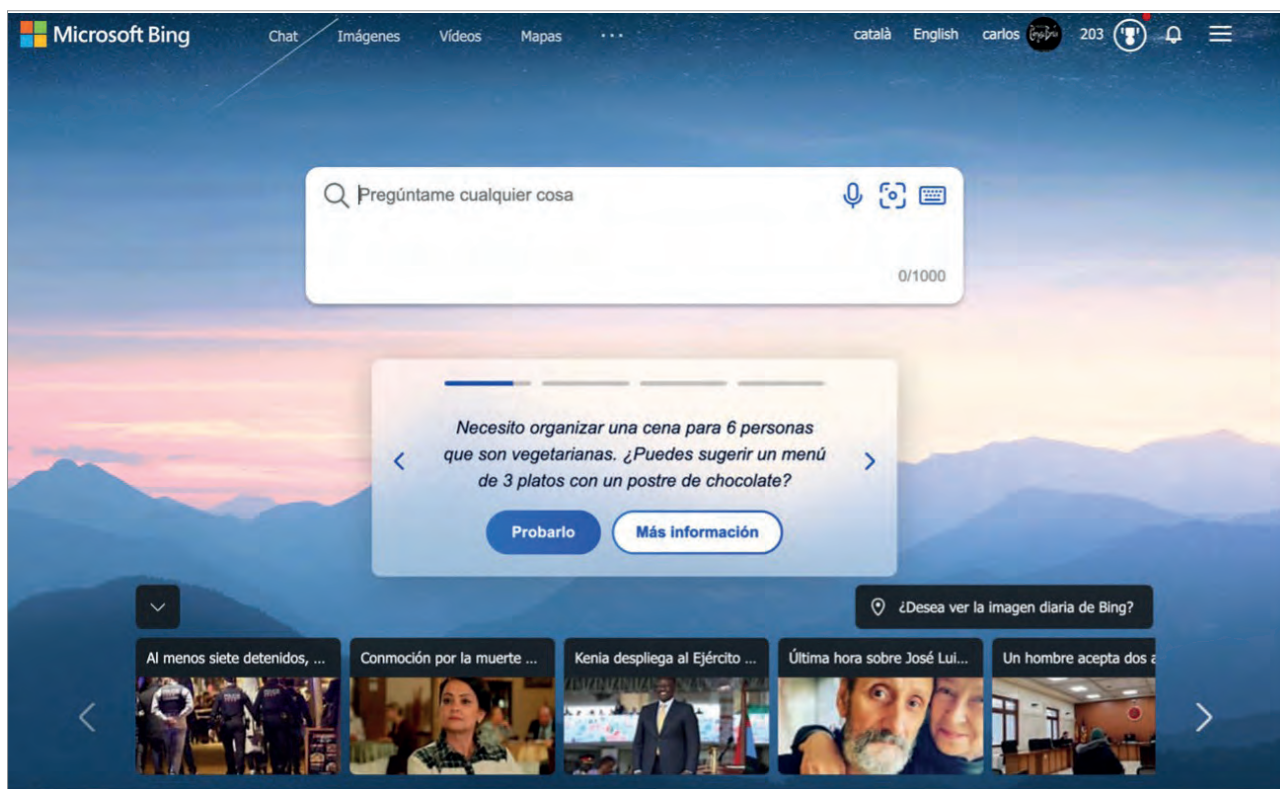 Microsoft Bing Chat Imágenes Vídeos Mapas ··· català English carlos 203
Pregúntame cualquier cosa
0/1000
Necesito organizar una cena para 6 personas
que son vegetarianas. ¿Puedes sugerir un menú
de 3 platos con un postre de chocolate?
Probarlo Más información
¿Desea ver la imagen diaria de Bing?
Al menos siete detenidos, ... Conmoción por la muerte ... Kenia despliega al Ejército ... Última hora sobre José Lui... Un hombre acepta dos a